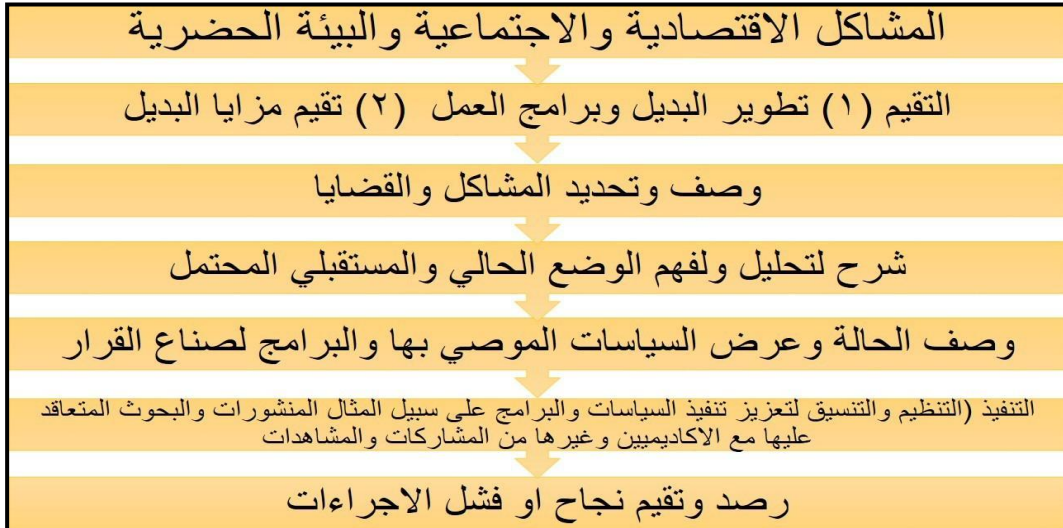 المشاكل الاقتصادية والاجتماعية والبيئة الحضرية
التقيم (١) تطوير البديل وبرامج العمل (٢) تقيم مزايا البديل
وصف وتحديد المشاكل والقضايا
شرح لتحليل ولفهم الوضع الحالي والمستقبلي المحتمل
وصف الحالة وعرض السياسات الموصي بها والبرامج لصناع القرار
التنفيذ (التنظيم والتنسيق لتعزيز تنفيذ السياسات والبرامج على سبيل المثال المنشورات والبحوث المتعاقد
عليها مع الاكاديميين وغيرها من المشاركات والمشاهدات
رصد وتقيم نجاح او فشل الاجراءات